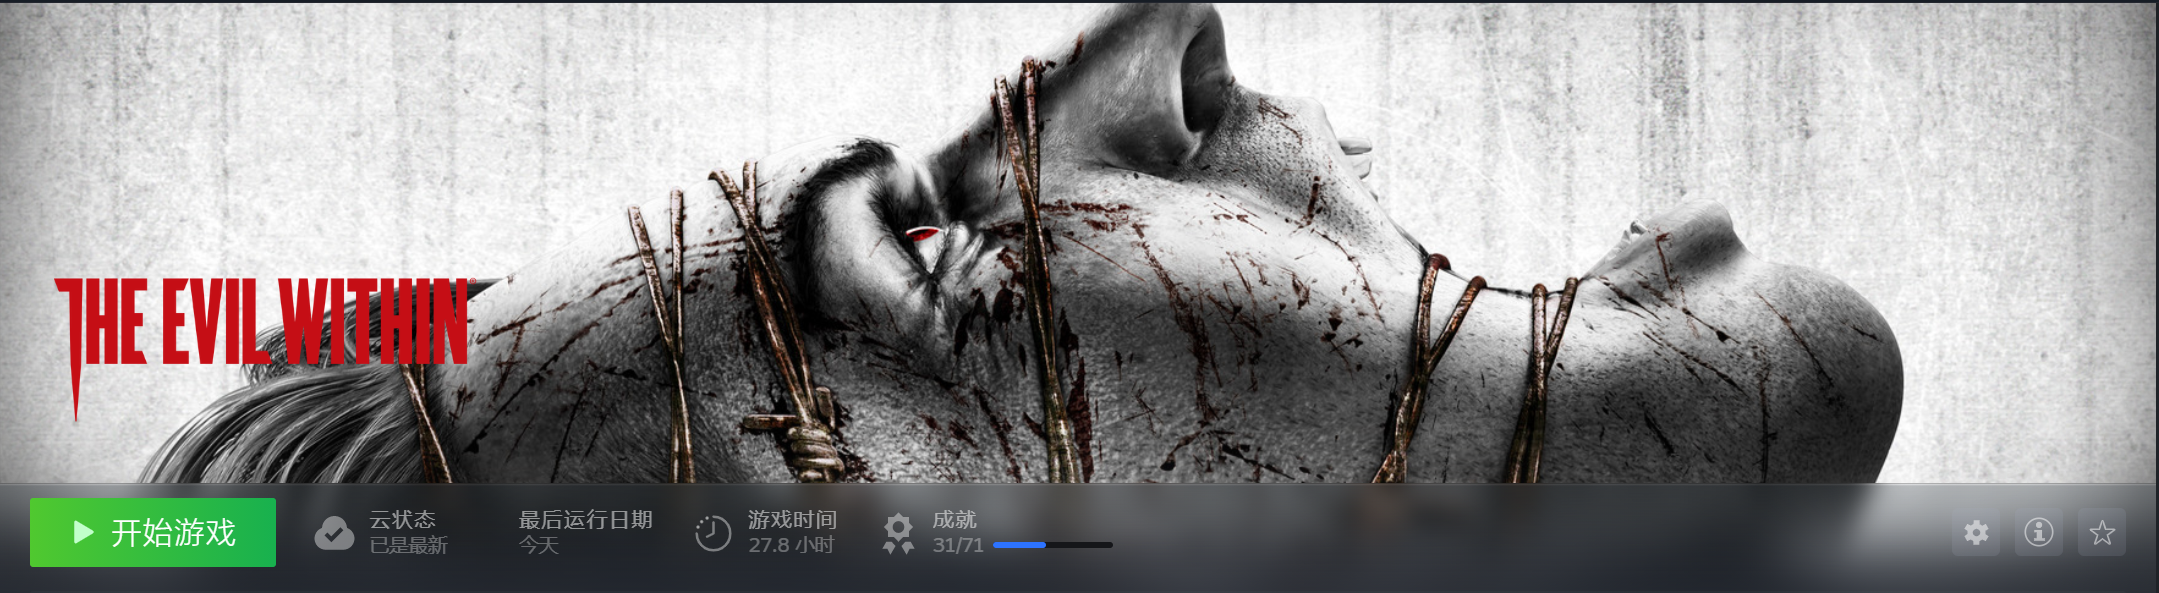 THE EVIL WITHIN
开始游戏
云状态
已是最新
最后运行日期
今天
游戏时间
27.8 小时
成就
31/71